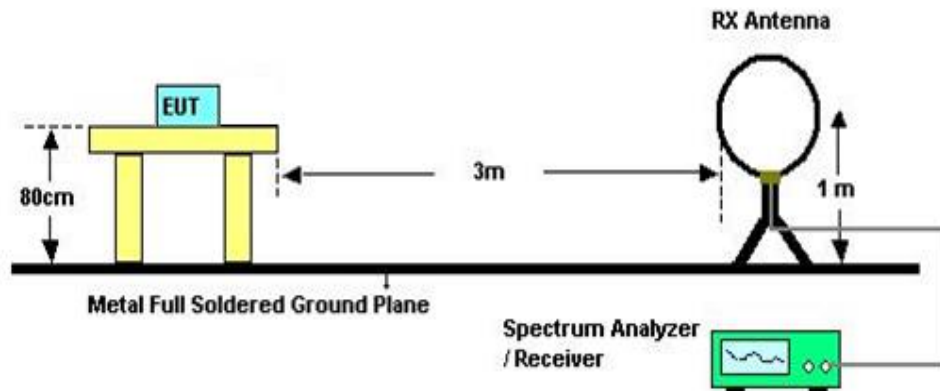 RX Antenna
EUT
80cm
3m
1 m
Metal Full Soldered Ground Plane
Spectrum Analyzer
/ Receiver